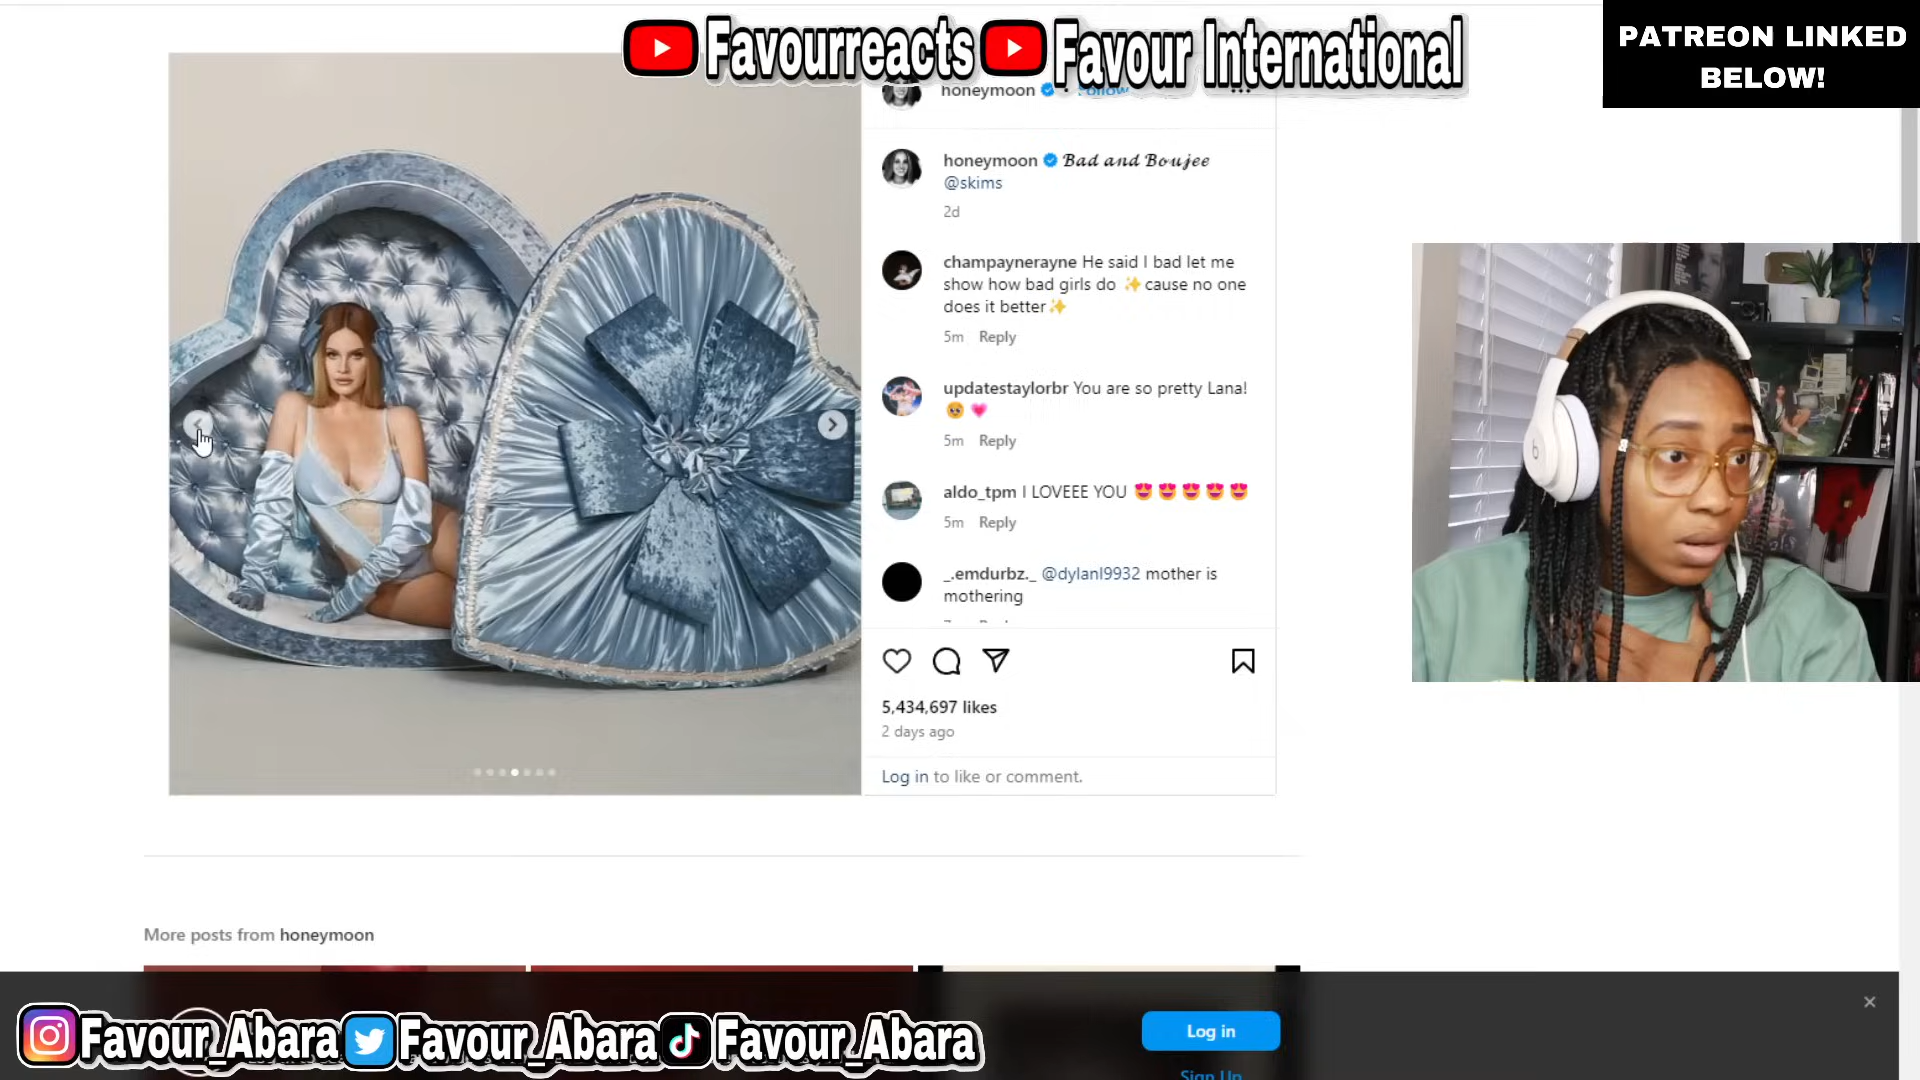 Favourreacts Favour International
PATREON LINKED
BELOW!
honeymoon • Follow
honeymoon Bad and Boujee
@skims
2d
champaynerayne He said I bad let me
show how bad girls do ✨cause no one
does it better✨
5m Reply
updatestaylorbr You are so pretty Lana!
🥹 💗
5m Reply
aldo_tpm I LOVEEE YOU 😍😍😍😍😍
5m Reply
_.emdurbz._ @dylanl9932 mother is
mothering
5,434,697 likes
2 days ago
Log in to like or comment.
More posts from honeymoon
Favour_Abara Favour_Abara Favour_Abara
Log in
Sign Up